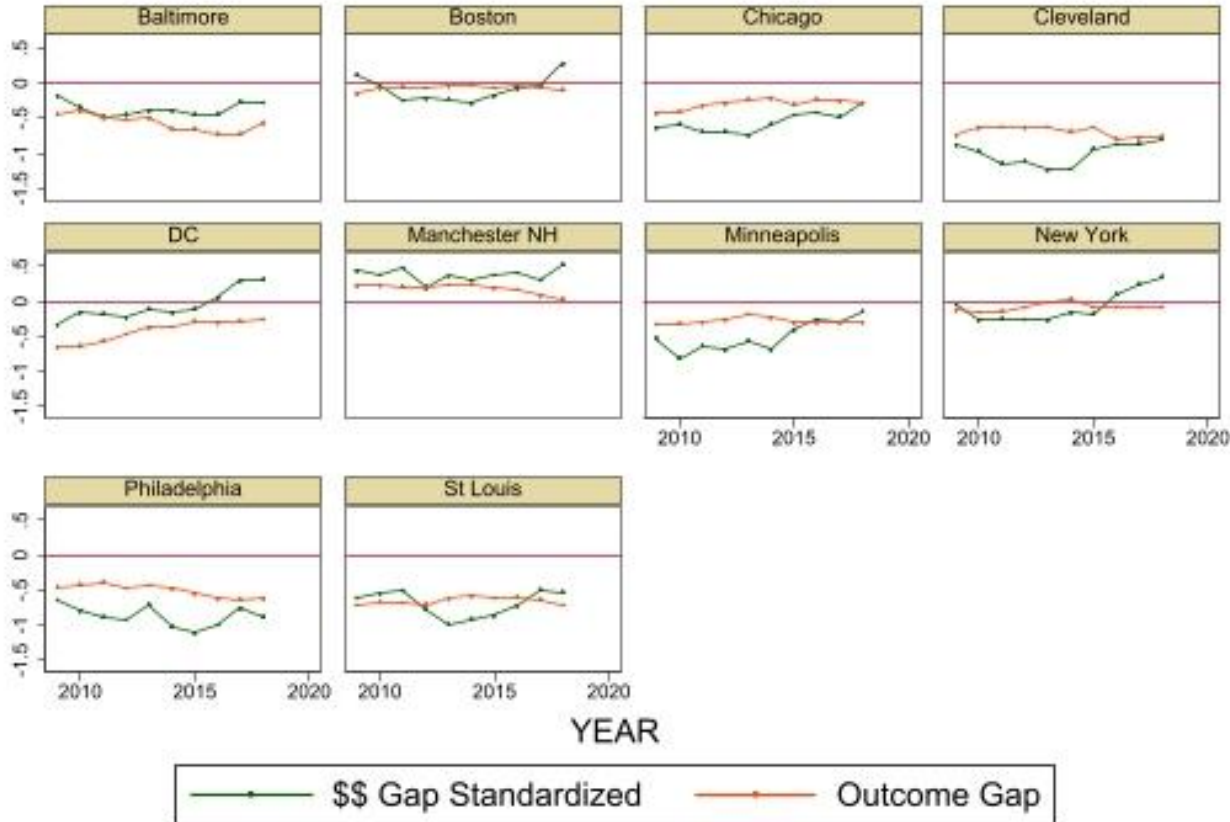 Baltimore Boston Chicago Cleveland
.5
0
-.5
-1
-1.5
DC Manchester NH Minneapolis New York
.5
0
-.5
-1
-1.5
2010 2015 2020 2010 2015 2020
Philadelphia St Louis
.5
0
-.5
-1
-1.5
2010 2015 2020 2010 2015 2020
YEAR
$$ Gap Standardized Outcome Gap